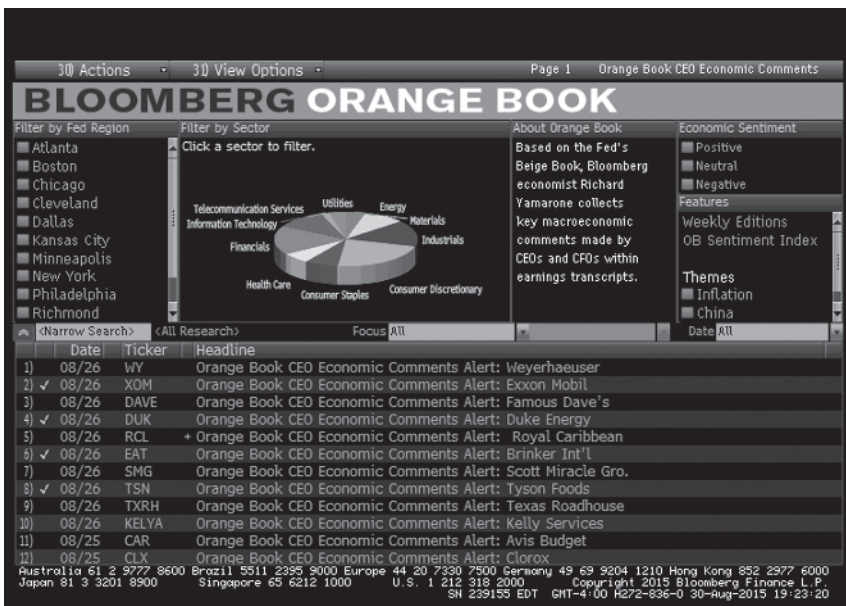 30) Actions 31) View Options Page 1 Orange Book CEO Economic Comments
BLOOMBERG ORANGE BOOK
Filter by Fed Region Filter by Sector About Orange Book Economic Sentiment
Atlanta
Boston
Chicago
Cleveland
Dallas
Kansas City
Minneapolis
New York
Philadelphia
Richmond
Click a sector to filter.
Utilities
Energy
Materials
Industrials
Consumer Discretionary
Consumer Staples
Health Care
Financials
Information Technology
Telecommunication Services
Based on the Fed's
Beige Book, Bloomberg
economist Richard
Yamarone collects
key macroeconomic
comments made by
CEOs and CFOs within
earnings transcripts.
Positive
Neutral
Negative
Features
Weekly Editions
OB Sentiment Index
Themes
Inflation
China
<Narrow Search> <All Research> Focus All Date All
Date Ticker Headline
1) 08/26 WY Orange Book CEO Economic Comments Alert: Weyerhaeuser
2) ✓ 08/26 XOM Orange Book CEO Economic Comments Alert: Exxon Mobil
3) 08/26 DAVE Orange Book CEO Economic Comments Alert: Famous Dave's
4) ✓ 08/26 DUK Orange Book CEO Economic Comments Alert: Duke Energy
5) 08/26 RCL + Orange Book CEO Economic Comments Alert: Royal Caribbean
6) ✓ 08/26 EAT Orange Book CEO Economic Comments Alert: Brinker Int'l
7) 08/26 SMG Orange Book CEO Economic Comments Alert: Scott Miracle Gro.
8) ✓ 08/26 TSN Orange Book CEO Economic Comments Alert: Tyson Foods
9) 08/26 TXRH Orange Book CEO Economic Comments Alert: Texas Roadhouse
10) 08/26 KELYA Orange Book CEO Economic Comments Alert: Kelly Services
11) 08/25 CAR Orange Book CEO Economic Comments Alert: Avis Budget
12) 08/25 CLX Orange Book CEO Economic Comments Alert: Clorox
Australia 61 2 9777 8600 Brazil 5511 2395 9000 Europe 44 20 7330 7500 Germany 49 69 9204 1210 Hong Kong 852 2977 6000
Japan 81 3 3201 8900 Singapore 65 6212 1000 U.S. 1 212 318 2000 Copyright 2015 Bloomberg Finance L.P.
SN 239155 EDT GMT-4:00 H272-836-0 30-Aug-2015 19:23:20